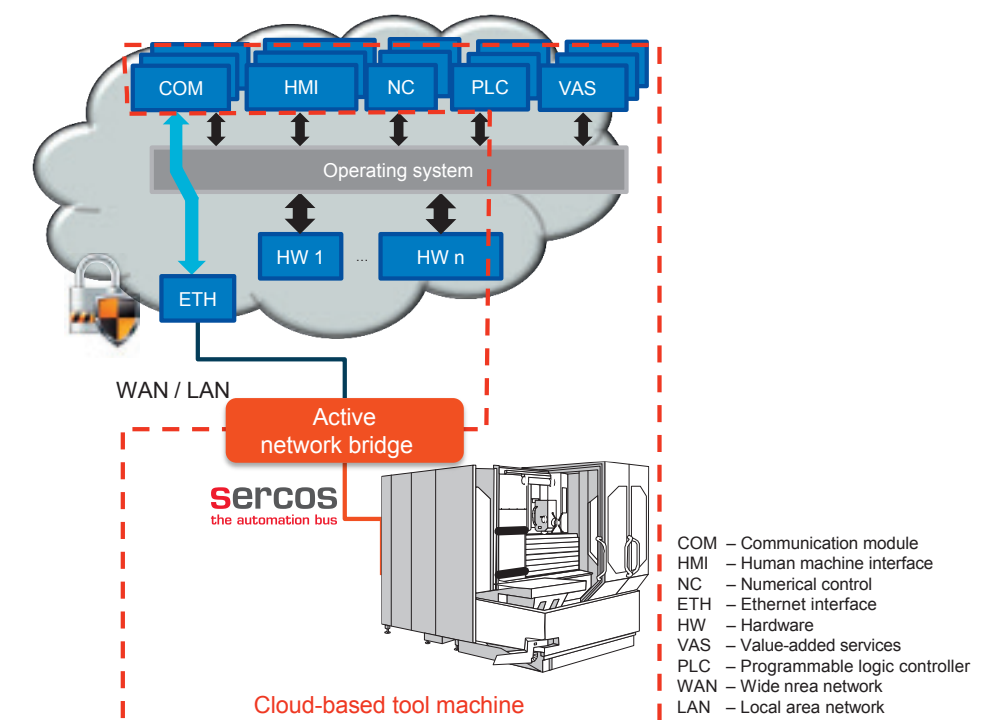 COM HMI NC PLC VAS
Operating system
HW 1 ... HW n
ETH
WAN / LAN
Active
network bridge
sercos
the automation bus
COM – Communication module
HMI – Human machine interface
NC – Numerical control
ETH – Ethernet interface
HW – Hardware
VAS – Value-added services
PLC – Programmable logic controller
WAN – Wide nrea network
LAN – Local area network
Cloud-based tool machine